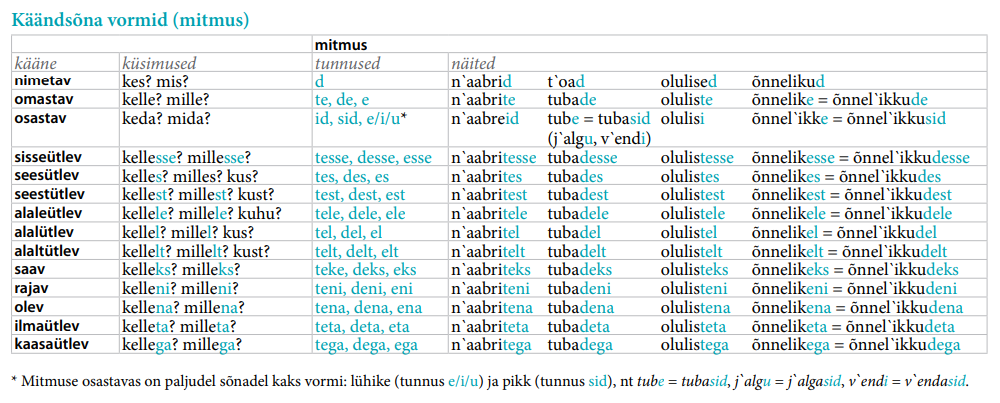 Käändsõna vormid (mitmus)
mitmus
kääne küsimused tunnused näited
nimetav kes? mis? d n`aabrid t`oad olulised õnnelikud
omastav kelle? mille? te, de, e n`aabrite tubade oluliste õnnelike = õnnel`ikkude
osastav keda? mida? id, sid, e/i/u* n`aabreid tube = tubasid olulisi õnnel`ikke = õnnel`ikkusid
(j`algu, v`endi)
sisseütlev kellesse? millesse? tesse, desse, esse n`aabritesse tubadesse olulistesse õnnelikesse = õnnel`ikkudesse
seesütlev kelles? milles? kus? tes, des, es n`aabrites tubades olulistes õnnelikes = õnnel`ikkudes
seestütlev kellest? millest? kust? test, dest, est n`aabritest tubadest olulistest õnnelikest = õnnel`ikkudest
alaleütlev kellele? millele? kuhu? tele, dele, ele n`aabritele tubadele olulistele õnnelikele = õnnel`ikkudele
alalütlev kellel? millel? kus? tel, del, el n`aabritel tubadel olulistel õnnelikel = õnnel`ikkudel
alaltütlev kellelt? millelt? kust? telt, delt, elt n`aabritelt tubadelt olulistelt õnnelikelt = õnnel`ikkudelt
saav kelleks? milleks? teks, deks, eks n`aabriteks tubadeks olulisteks õnnelikeks = õnnel`ikkudeks
rajav kelleni? milleni? teni, deni, eni n`aabriteni tubadeni olulisteni õnnelikeni = õnnel`ikkudeni
olev kellena? millena? tena, dena, ena n`aabritena tubadena olulistena õnnelikena = õnnel`ikkudena
ilmaütlev kelleta? milleta? teta, deta, eta n`aabriteta tubadeta olulisteta õnneliketa = õnnel`ikkudeta
kaasaütlev kellega? millega? tega, dega, ega n`aabritega tubadega olulistega õnnelikega = õnnel`ikkudega
* Mitmuse osastavas on paljudel sõnadel kaks vormi: lühike (tunnus e/i/u) ja pikk (tunnus sid), nt tube = tubasid, j`algu = j`algasid, v`endi = v`endasid.